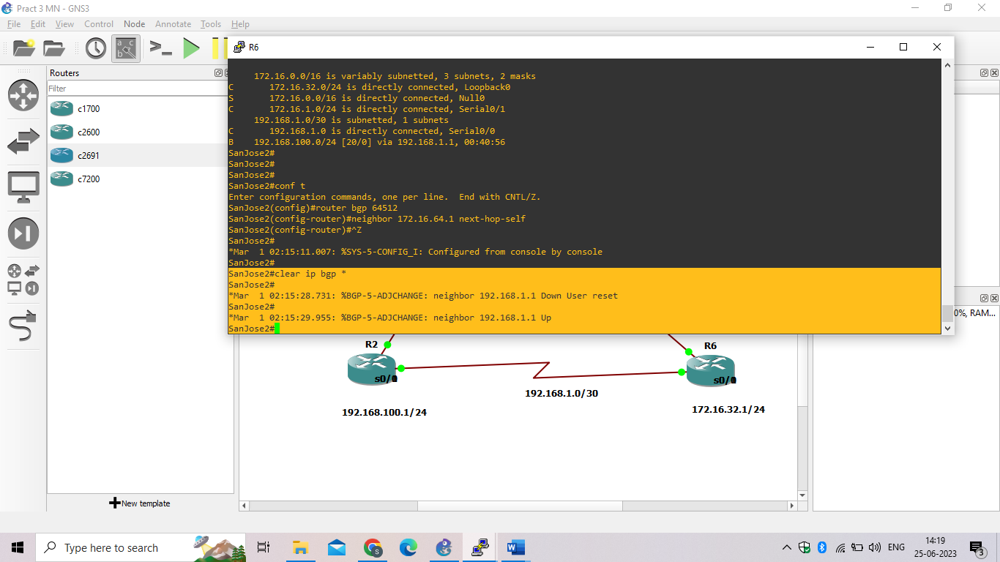 Pract 3 MN - GNS3
File Edit View Control Node Annotate Tools Help
R6
Routers
Filter
c1700
c2600
c2691
c7200
New template
172.16.0.0/16 is variably subnetted, 3 subnets, 2 masks
C 172.16.32.0/24 is directly connected, Loopback0
S 172.16.0.0/16 is directly connected, Null0
C 172.16.1.0/24 is directly connected, Serial0/1
192.168.1.0/30 is subnetted, 1 subnets
C 192.168.1.0 is directly connected, Serial0/0
B 192.168.100.0/24 [20/0] via 192.168.1.1, 00:40:56
SanJose2#
SanJose2#
SanJose2#
SanJose2#conf t
Enter configuration commands, one per line. End with CNTL/Z.
SanJose2(config)#router bgp 64512
SanJose2(config-router)#neighbor 172.16.64.1 next-hop-self
SanJose2(config-router)#^Z
SanJose2#
*Mar 1 02:15:11.007: %SYS-5-CONFIG_I: Configured from console by console
SanJose2#
SanJose2#clear ip bgp *
SanJose2#
*Mar 1 02:15:28.731: %BGP-5-ADJCHANGE: neighbor 192.168.1.1 Down User reset
SanJose2#
*Mar 1 02:15:29.955: %BGP-5-ADJCHANGE: neighbor 192.168.1.1 Up
SanJose2#
0%, RAM...
R2
R6
s0/
s0/
192.168.1.0/30
192.168.100.1/24
172.16.32.1/24
Type here to search
ENG
14:19
25-06-2023
3